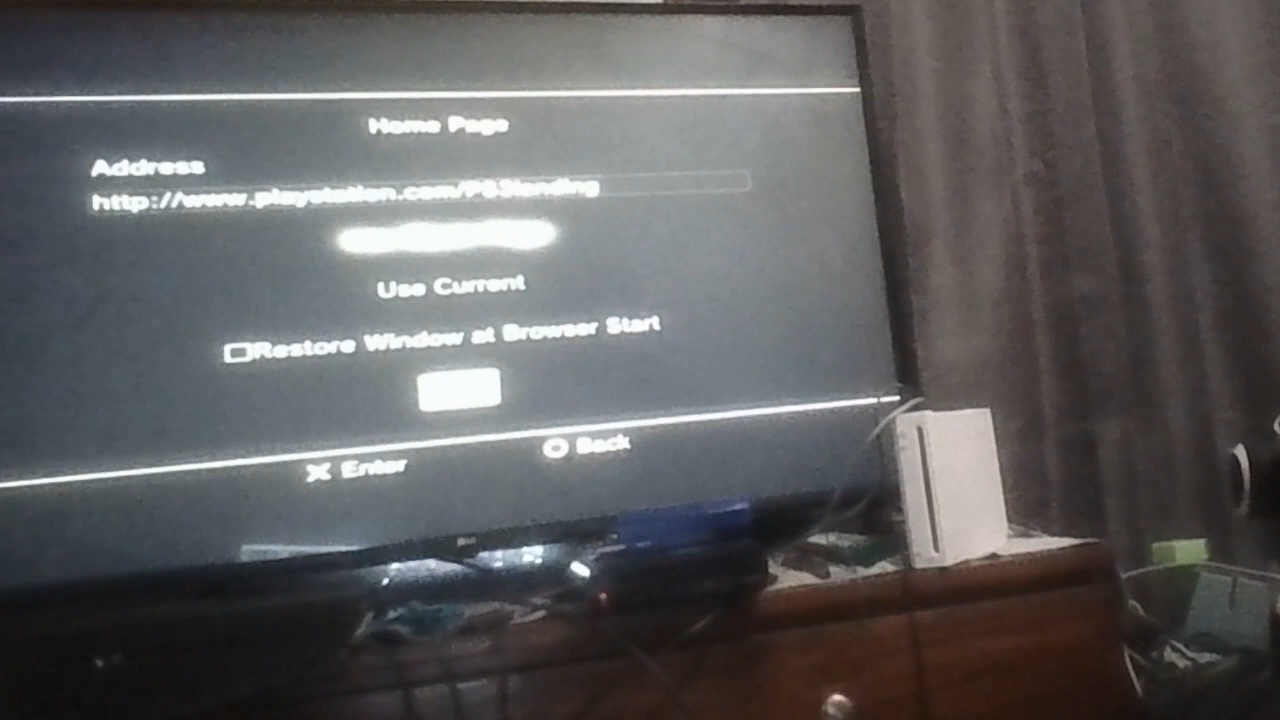 Home Page
Address
http://www.playstation.com/PS3landing
Use Current
Restore Window at Browser Start
Enter
Back